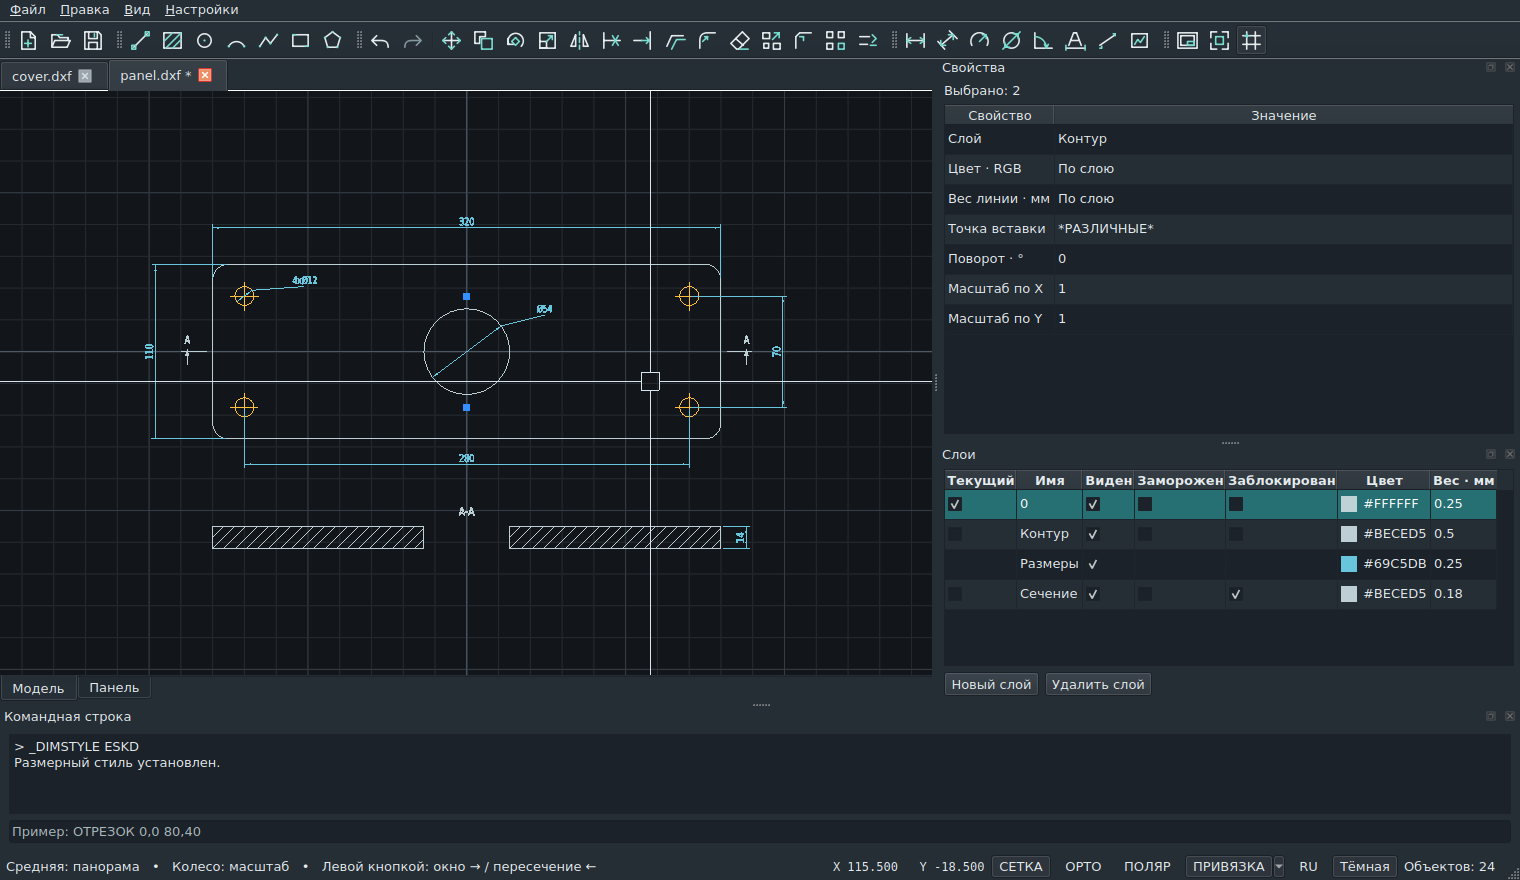 Файл Правка Вид Настройки
cover.dxf panel.dxf *
Свойства
Выбрано: 2
Свойство Значение
Слой Контур
Цвет · RGB По слою
Вес линии · мм По слою
Точка вставки *РАЗЛИЧНЫЕ*
Поворот · ° 0
Масштаб по X 1
Масштаб по Y 1
320
4xØ12
Ø54
110
A
A
70
280
A-A
14
Слои
Текущий Имя Виден Заморожен Заблокирован Цвет Вес · мм
0 #FFFFFF 0.25
Контур #BECED5 0.5
Размеры #69C5DB 0.25
Сечение #BECED5 0.18
Новый слой Удалить слой
Модель Панель
Командная строка
> _DIMSTYLE ESKD
Размерный стиль установлен.
Пример: ОТРЕЗОК 0,0 80,40
Средняя: панорама • Колесо: масштаб • Левой кнопкой: окно → / пересечение ← X 115.500 Y -18.500 СЕТКА ОРТО ПОЛЯР ПРИВЯЗКА RU Тёмная Объектов: 24